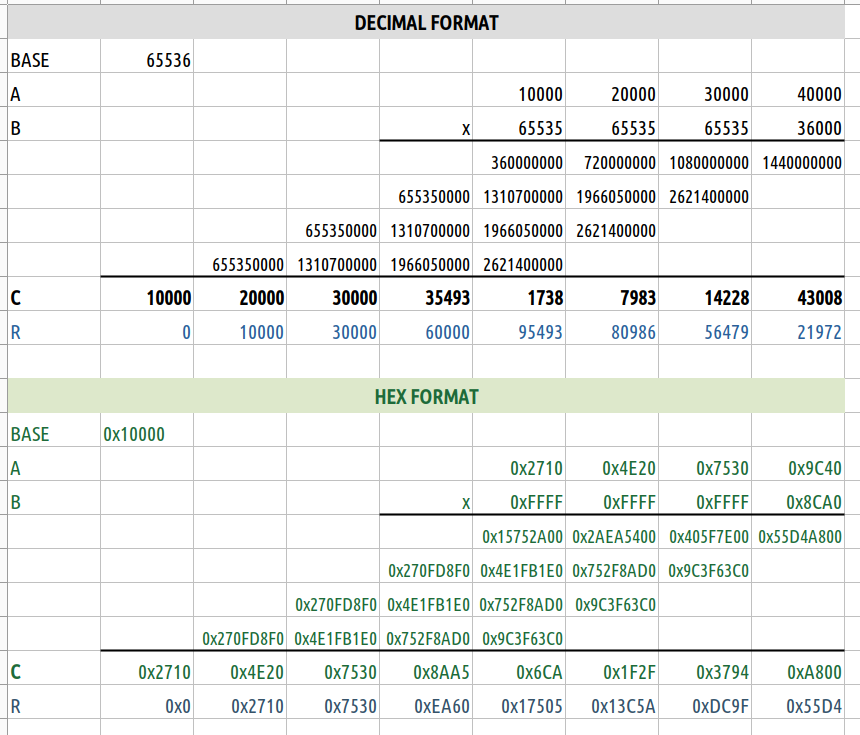 DECIMAL FORMAT
BASE 65536
A 10000 20000 30000 40000
B x 65535 65535 65535 36000
360000000 720000000 1080000000 1440000000
655350000 1310700000 1966050000 2621400000
655350000 1310700000 1966050000 2621400000
655350000 1310700000 1966050000 2621400000
C 10000 20000 30000 35493 1738 7983 14228 43008
R 0 10000 30000 60000 95493 80986 56479 21972
HEX FORMAT
BASE 0x10000
A 0x2710 0x4E20 0x7530 0x9C40
B x 0xFFFF 0xFFFF 0xFFFF 0x8CA0
0x15752A00 0x2AEA5400 0x405F7E00 0x55D4A800
0x270FD8F0 0x4E1FB1E0 0x752F8AD0 0x9C3F63C0
0x270FD8F0 0x4E1FB1E0 0x752F8AD0 0x9C3F63C0
0x270FD8F0 0x4E1FB1E0 0x752F8AD0 0x9C3F63C0
C 0x2710 0x4E20 0x7530 0x8AA5 0x6CA 0x1F2F 0x3794 0xA800
R 0x0 0x2710 0x7530 0xEA60 0x17505 0x13C5A 0xDC9F 0x55D4